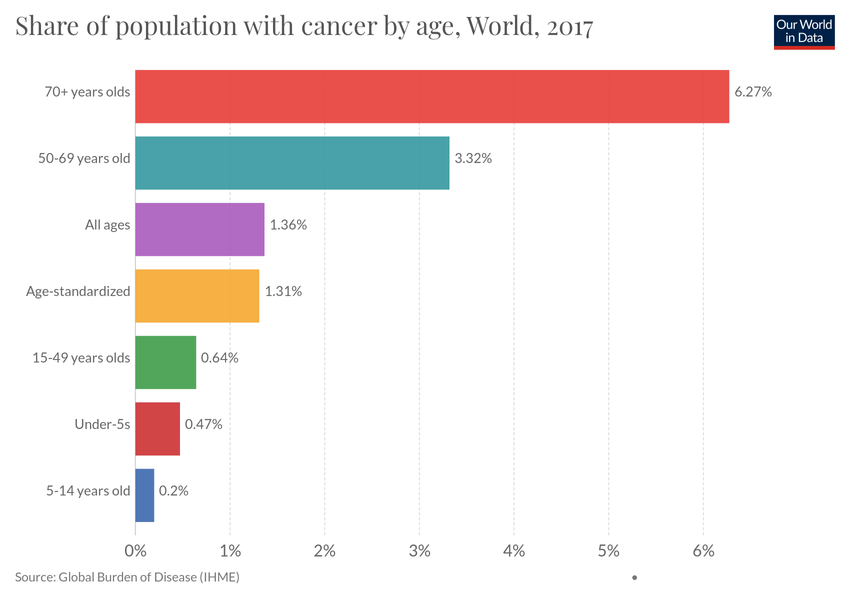 Share of population with cancer by age, World, 2017
Our World
in Data
70+ years olds
6.27%
50-69 years old
3.32%
All ages
1.36%
Age-standardized
1.31%
15-49 years olds
0.64%
Under-5s
0.47%
5-14 years old
0.2%
0% 1% 2% 3% 4% 5% 6%
Source: Global Burden of Disease (IHME)
•